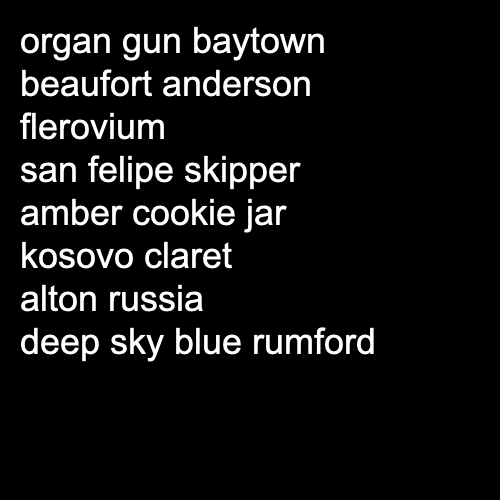 organ gun baytown
beaufort anderson
flerovium
san felipe skipper
amber cookie jar
kosovo claret
alton russia
deep sky blue rumford